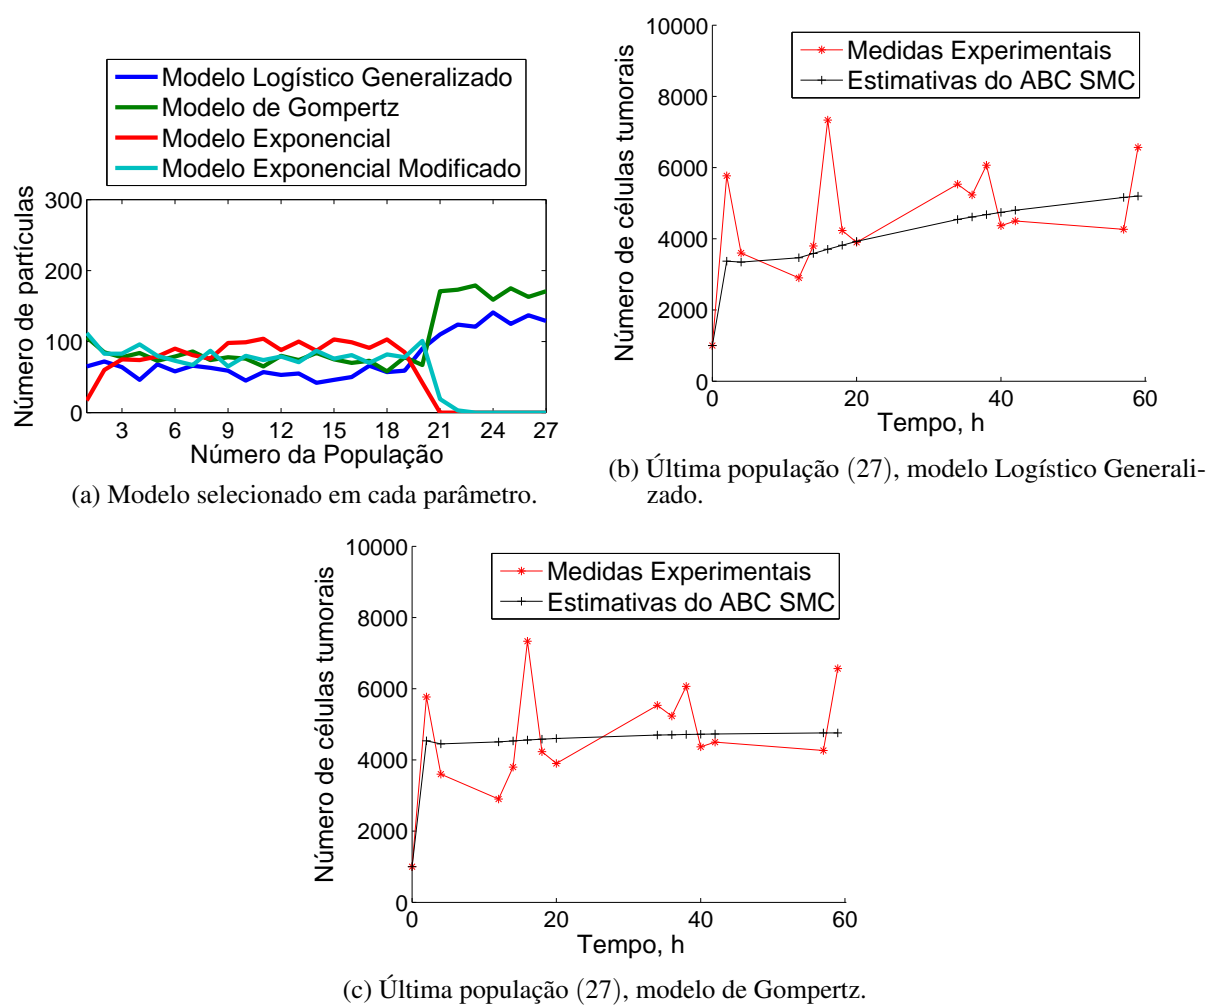 Modelo Logístico Generalizado
Modelo de Gompertz
Modelo Exponencial
Modelo Exponencial Modificado
300
200
100
0
Número de partículas
3 6 9 12 15 18 21 24 27
Número da População
(a) Modelo selecionado em cada parâmetro.
10000
8000
6000
4000
2000
0
Número de células tumorais
Medidas Experimentais
Estimativas do ABC SMC
0 20 40 60
Tempo, h
(b) Última população (27), modelo Logístico Generali-
zado.
10000
8000
6000
4000
2000
0
Número de células tumorais
Medidas Experimentais
Estimativas do ABC SMC
0 20 40 60
Tempo, h
(c) Última população (27), modelo de Gompertz.